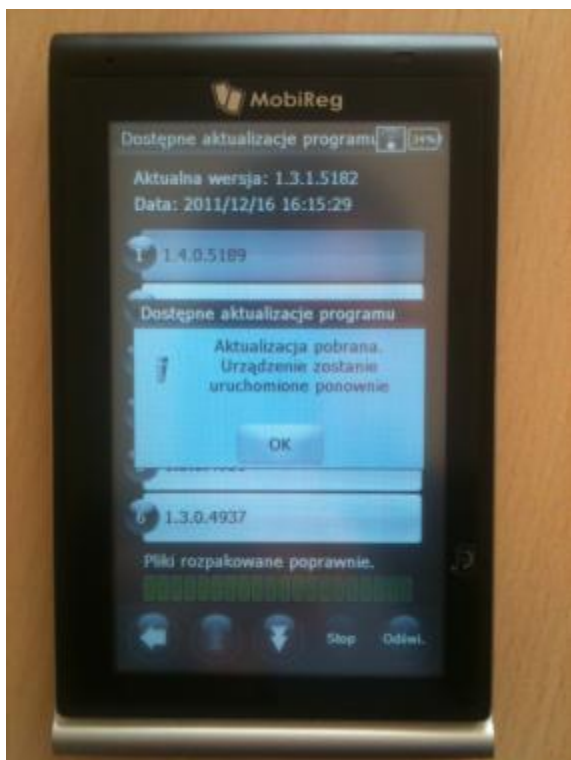 MobiReg
Dostępne aktualizacje programu
Aktualna wersja: 1.3.1.5182
Data: 2011/12/16 16:15:29
1 1.4.0.5189
Dostępne aktualizacje programu
Aktualizacja pobrana.
Urządzenie zostanie
uruchomione ponownie
OK
6 1.3.0.4937
Pliki rozpakowane poprawnie.
Stop Odświ.